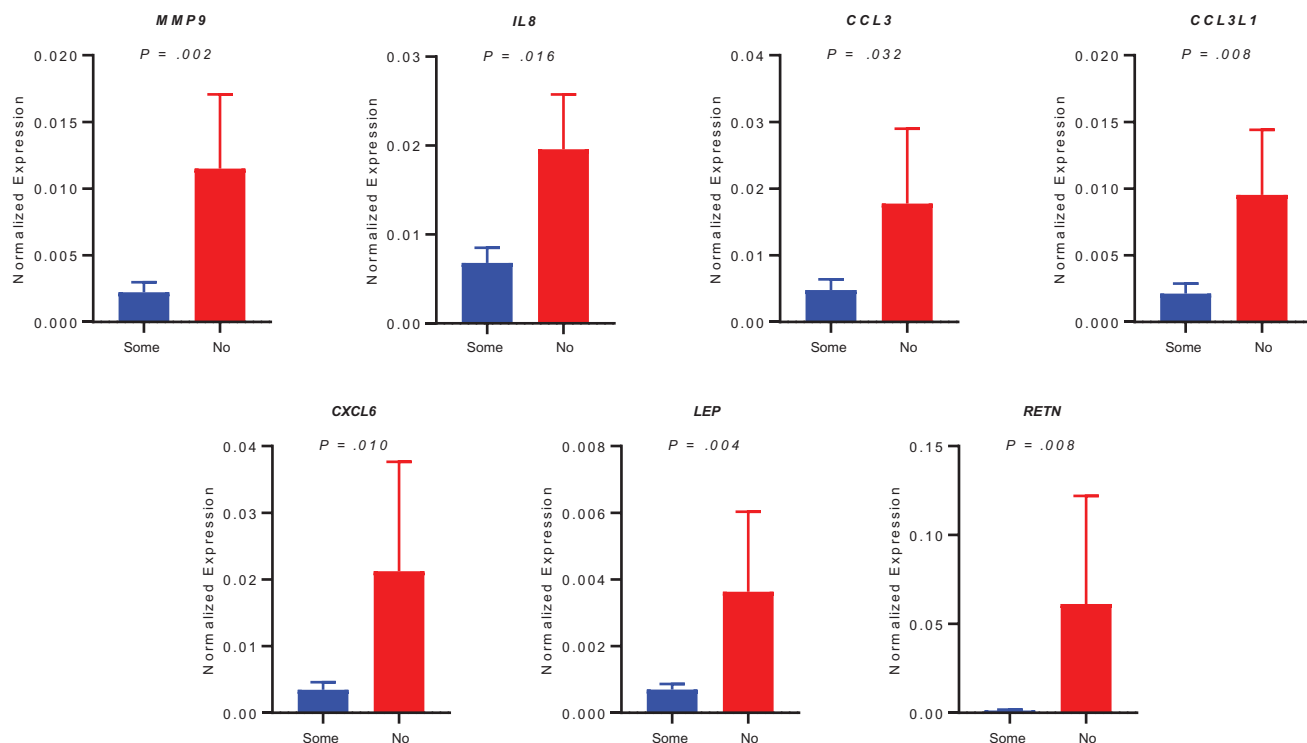 MMP9
P = .002
Normalized Expression
0.020
0.015
0.010
0.005
0.000
Some No
IL8
P = .016
Normalized Expression
0.03
0.02
0.01
0.00
Some No
CCL3
P = .032
Normalized Expression
0.04
0.03
0.02
0.01
0.00
Some No
CCL3L1
P = .008
Normalized Expression
0.020
0.015
0.010
0.005
0.000
Some No
CXCL6
P = .010
Normalized Expression
0.04
0.03
0.02
0.01
0.00
Some No
LEP
P = .004
Normalized Expression
0.008
0.006
0.004
0.002
0.000
Some No
RETN
P = .008
Normalized Expression
0.15
0.10
0.05
0.00
Some No